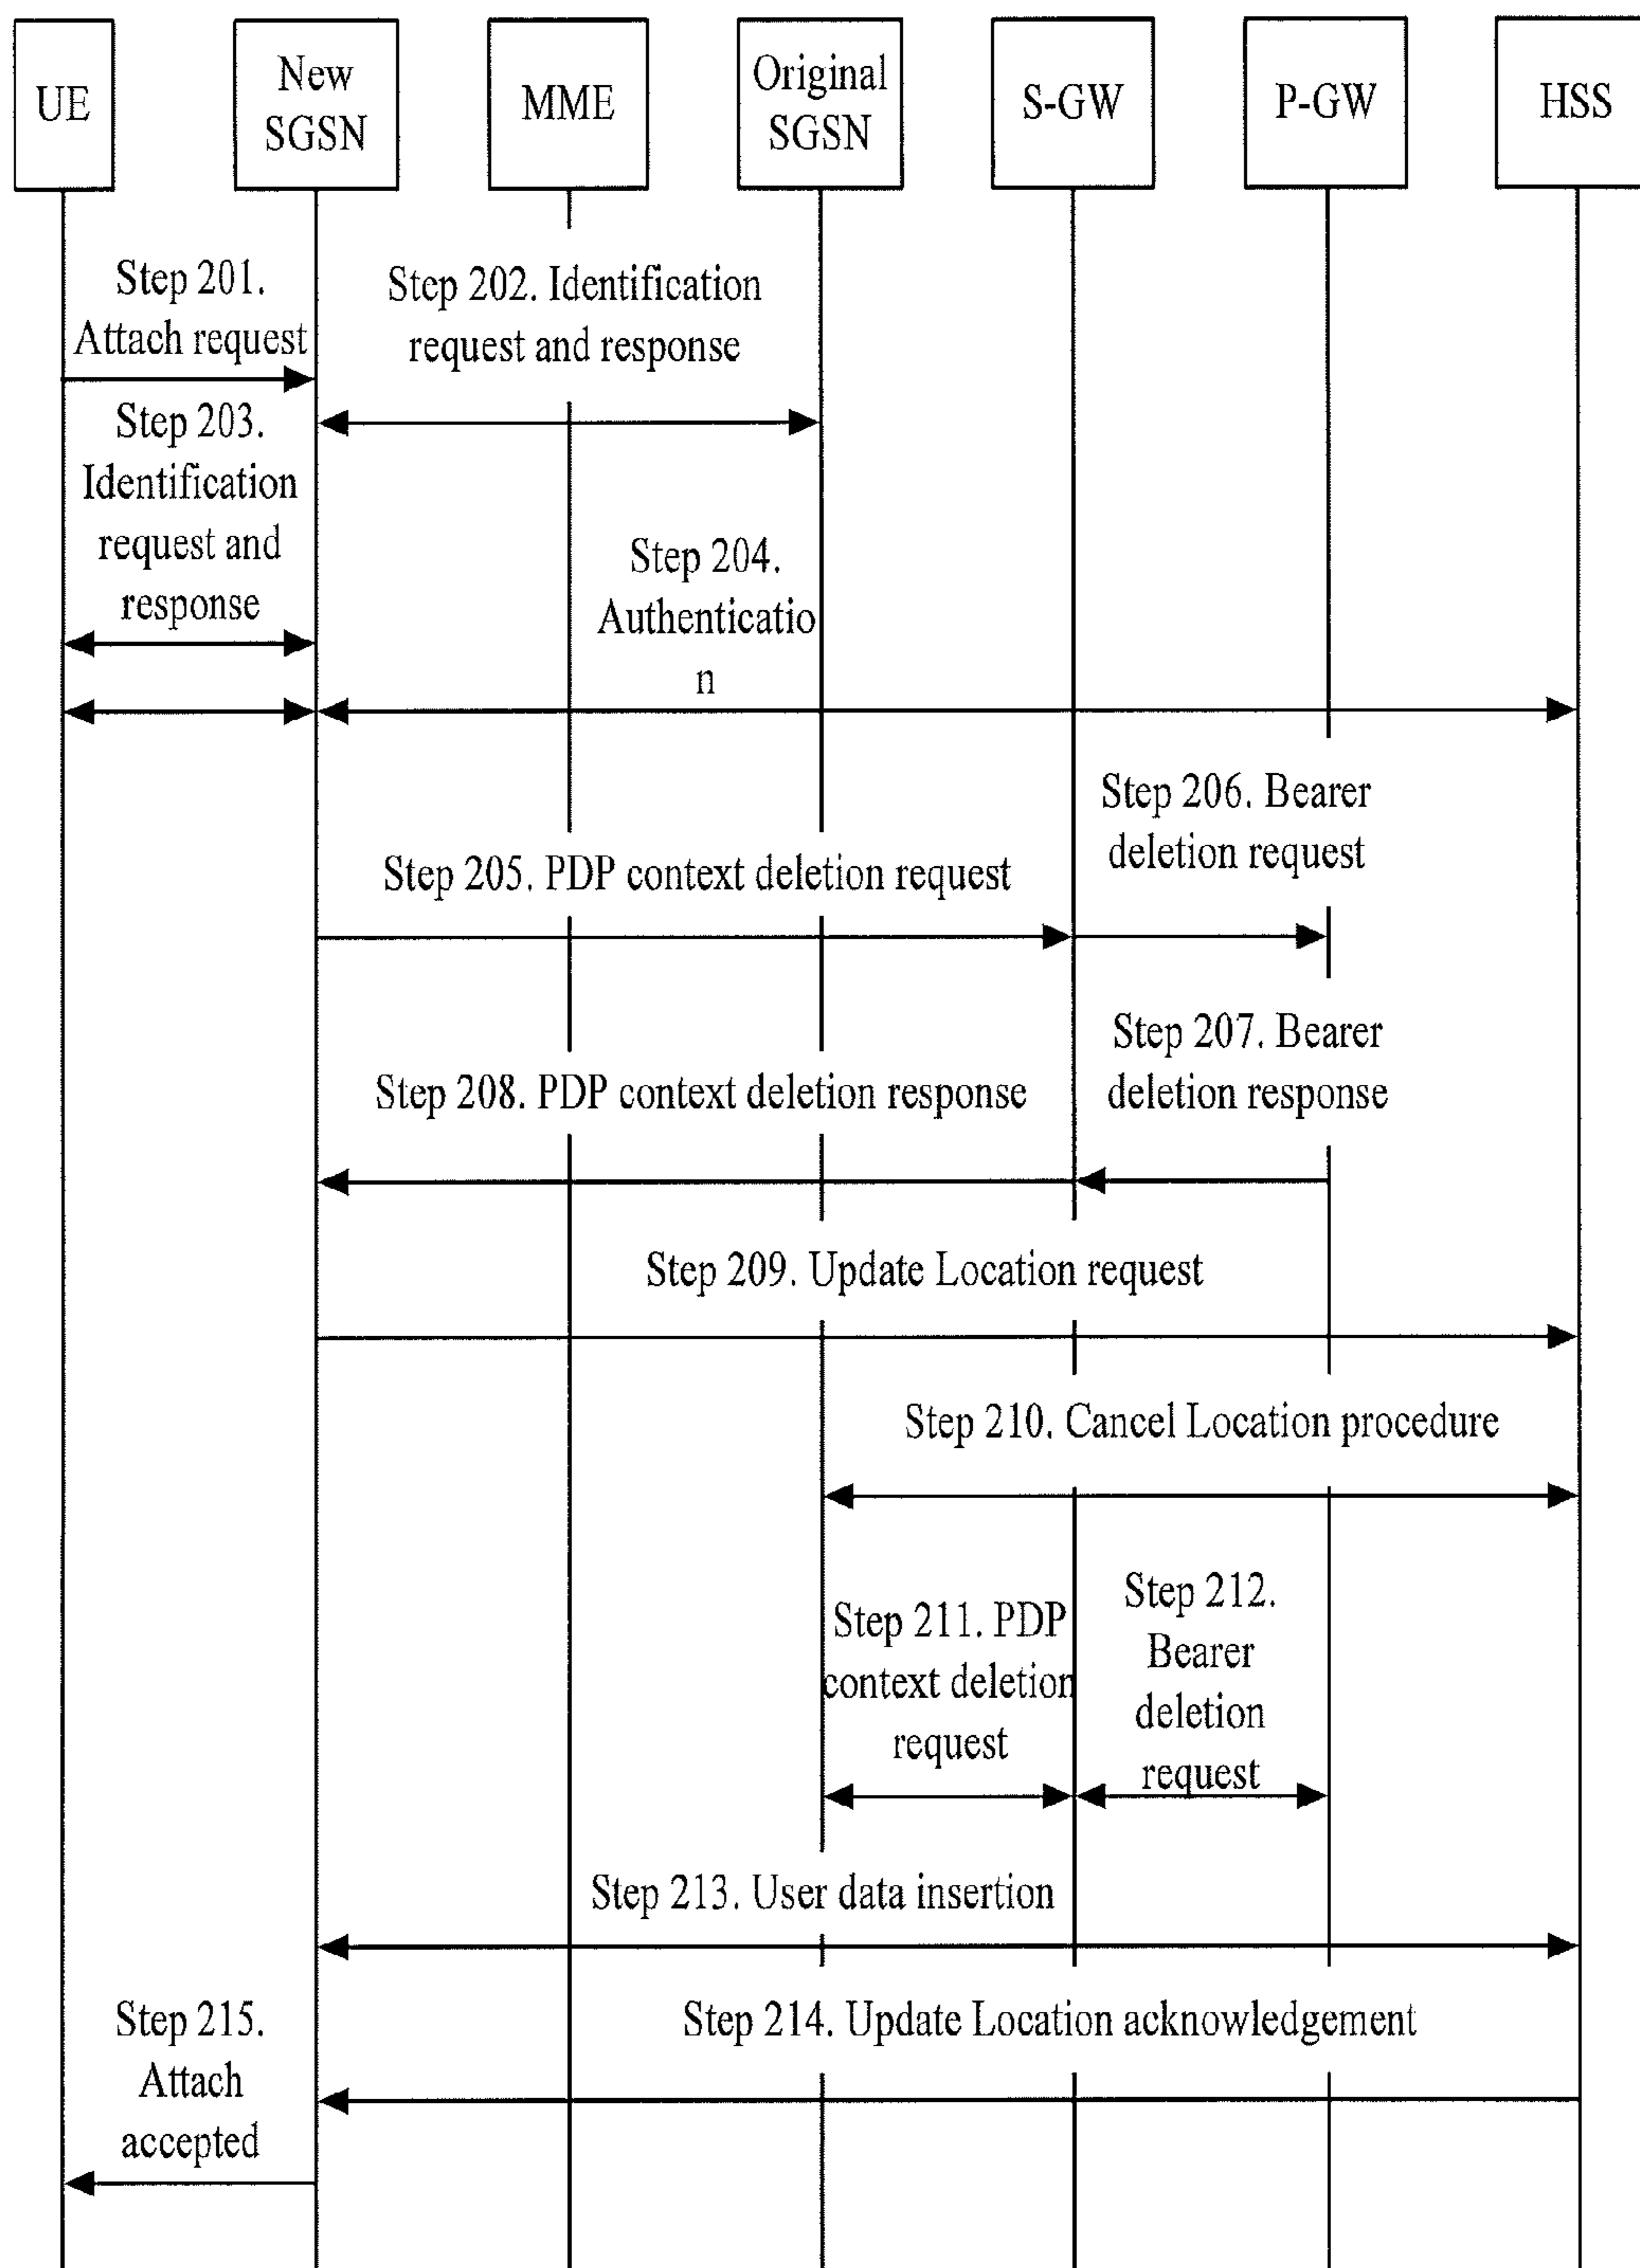 UE
New
SGSN
MME
Original
SGSN
S-GW
P-GW
HSS
Step 201.
Attach request
Step 202. Identification
request and response
Step 203.
Identification
request and
response
Step 204.
Authenticatio
n
Step 205. PDP context deletion request
Step 206. Bearer
deletion request
Step 207. Bearer
deletion response
Step 208. PDP context deletion response
Step 209. Update Location request
Step 210. Cancel Location procedure
Step 211. PDP
context deletion
request
Step 212.
Bearer
deletion
request
Step 213. User data insertion
Step 214. Update Location acknowledgement
Step 215.
Attach
accepted